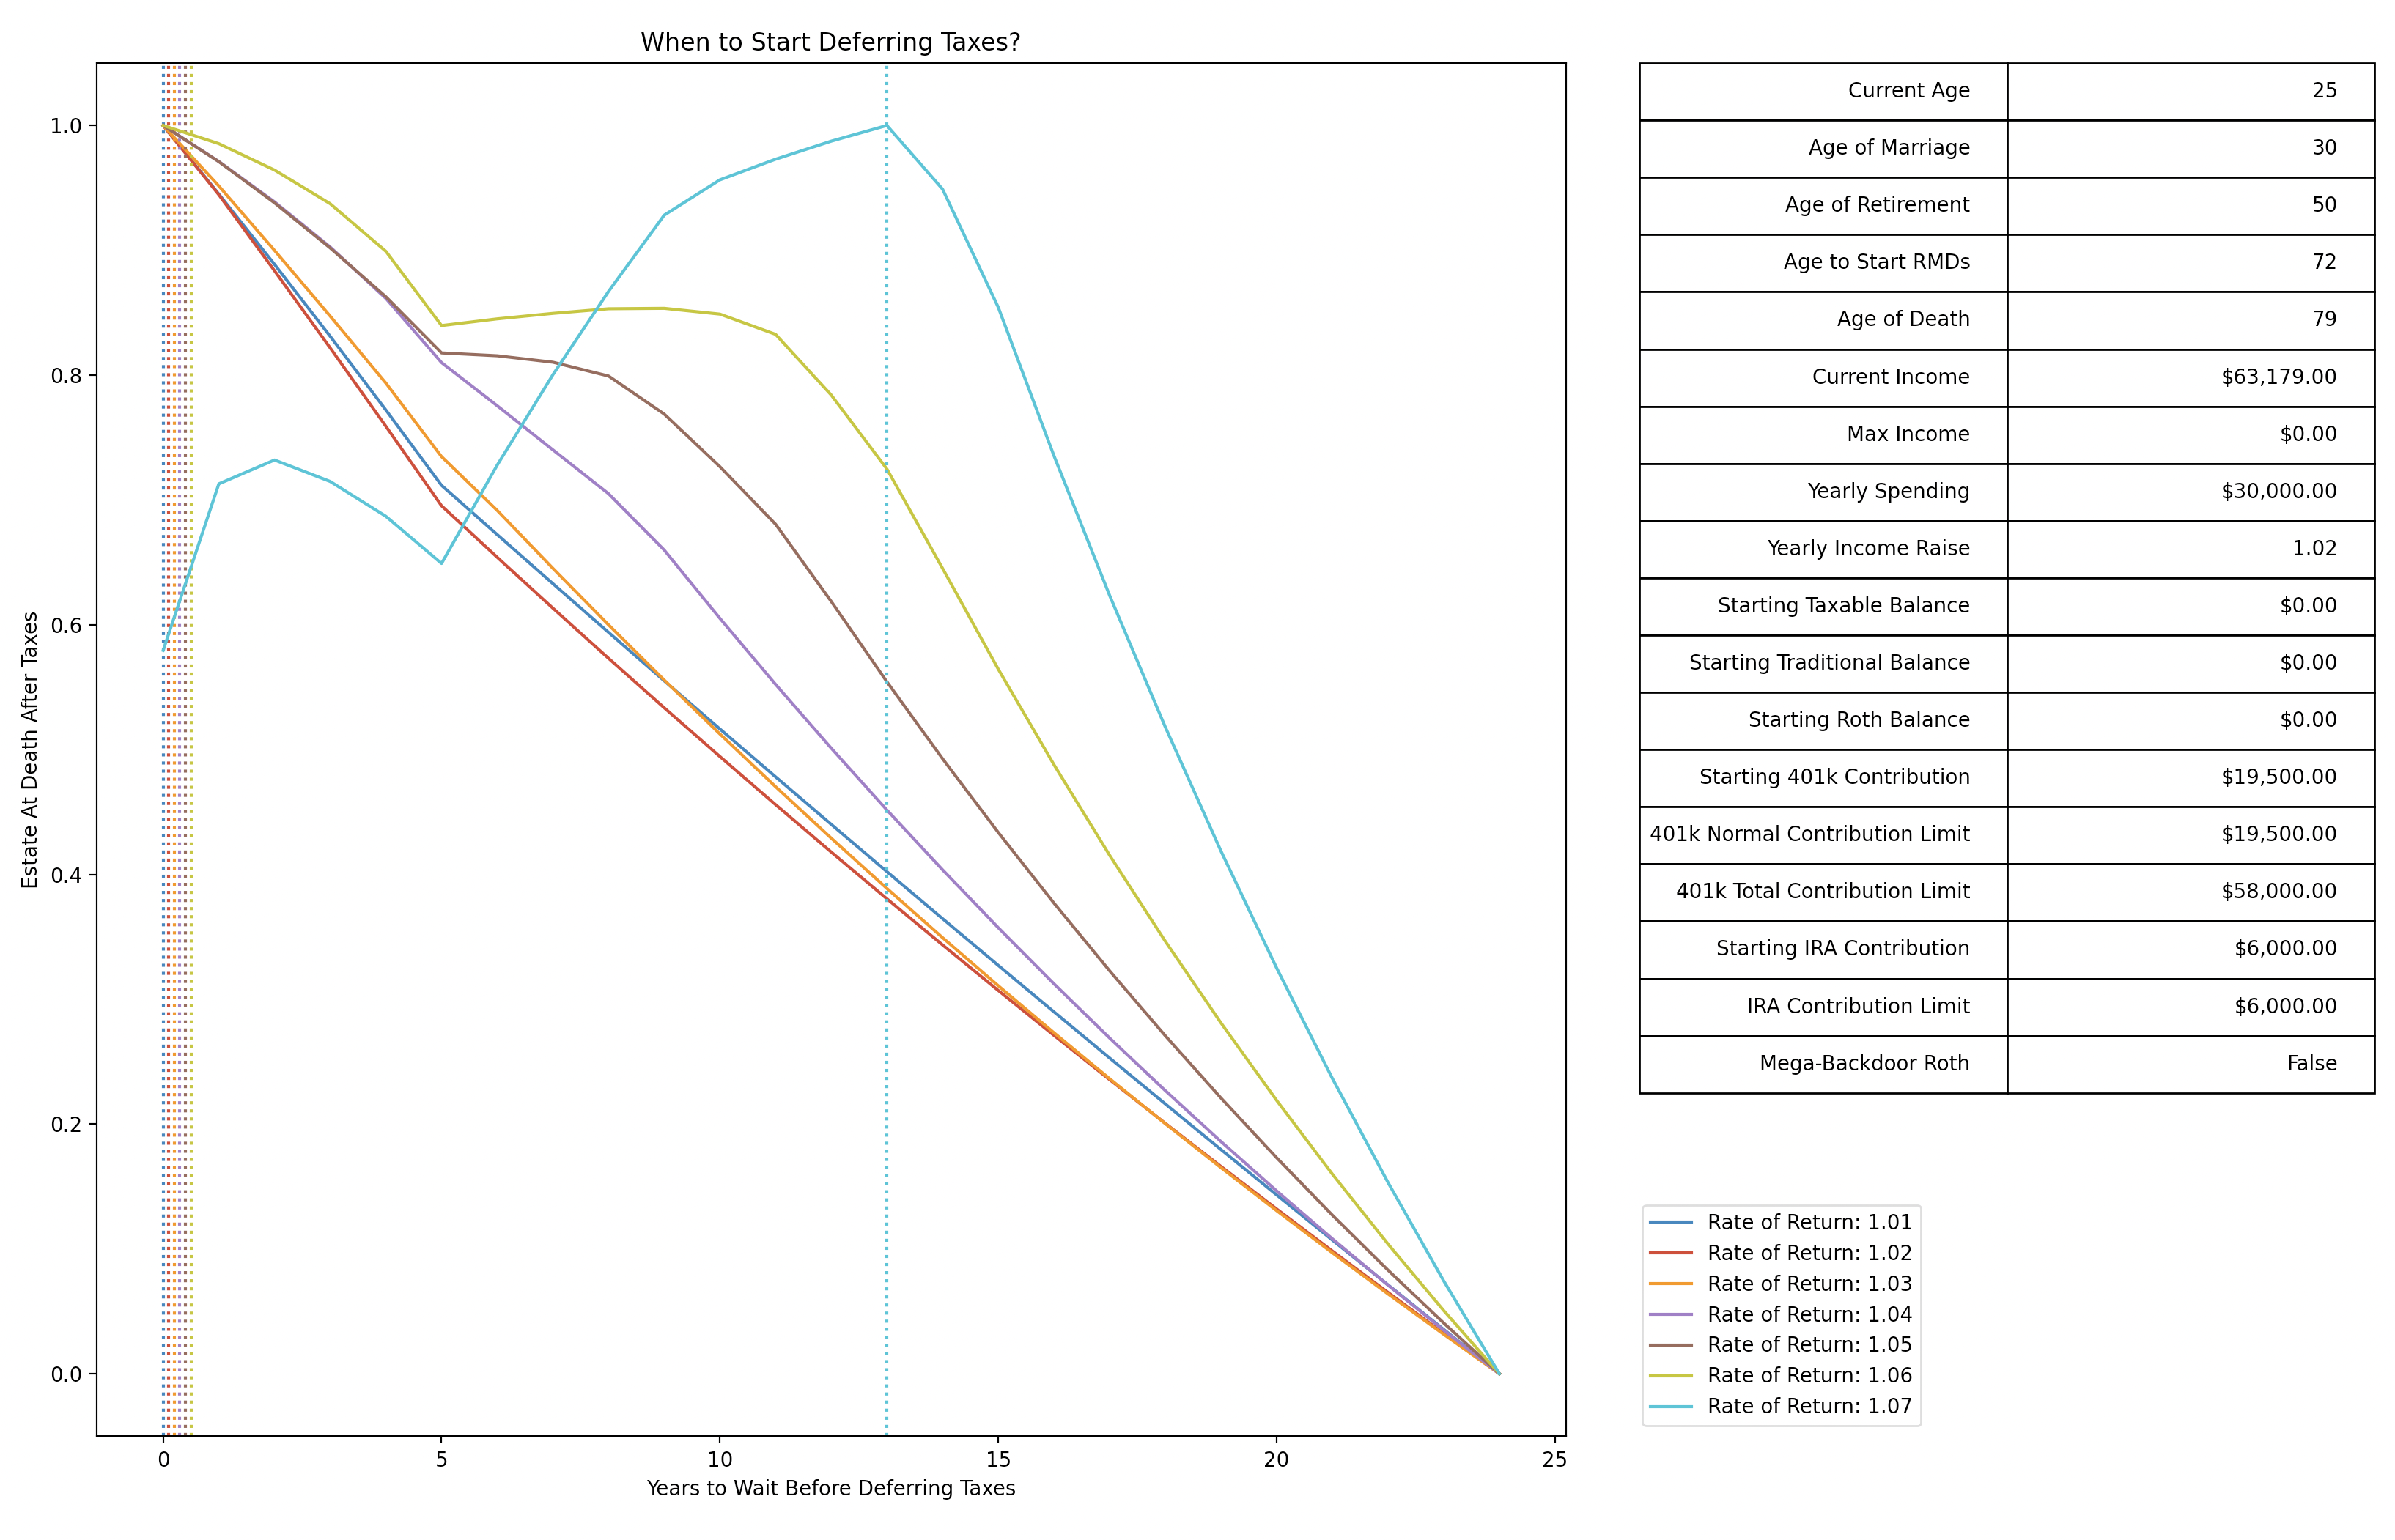 When to Start Deferring Taxes?
Estate At Death After Taxes
1.0
0.8
0.6
0.4
0.2
0.0
0 5 10 15 20 25
Years to Wait Before Deferring Taxes
Current Age 25
Age of Marriage 30
Age of Retirement 50
Age to Start RMDs 72
Age of Death 79
Current Income $63,179.00
Max Income $0.00
Yearly Spending $30,000.00
Yearly Income Raise 1.02
Starting Taxable Balance $0.00
Starting Traditional Balance $0.00
Starting Roth Balance $0.00
Starting 401k Contribution $19,500.00
401k Normal Contribution Limit $19,500.00
401k Total Contribution Limit $58,000.00
Starting IRA Contribution $6,000.00
IRA Contribution Limit $6,000.00
Mega-Backdoor Roth False
Rate of Return: 1.01
Rate of Return: 1.02
Rate of Return: 1.03
Rate of Return: 1.04
Rate of Return: 1.05
Rate of Return: 1.06
Rate of Return: 1.07